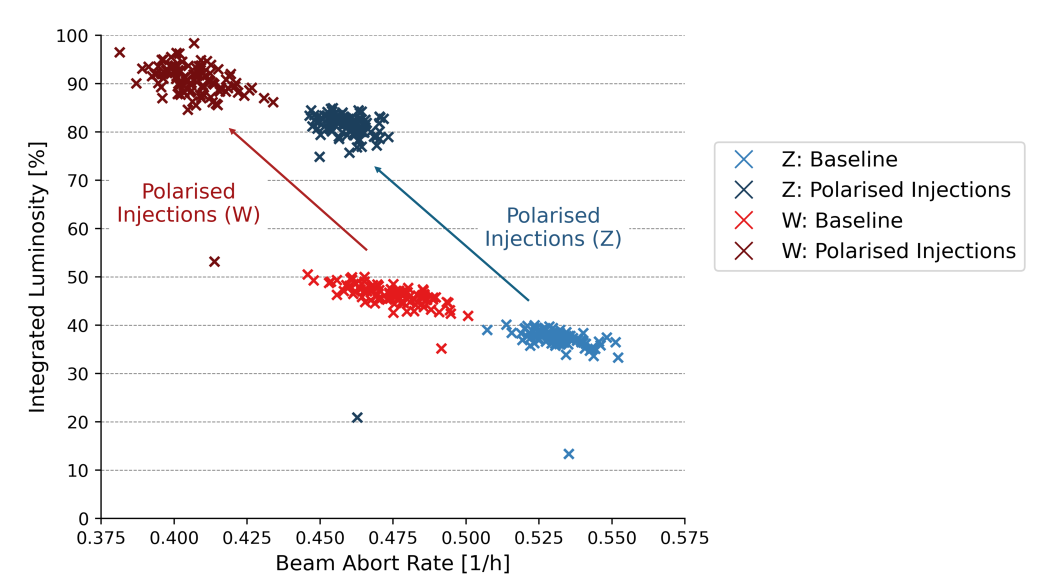 100
90
80
70
60
50
40
30
20
10
0
Integrated Luminosity [%]
Polarised
Injections (W)
Polarised
Injections (Z)
0.375 0.400 0.425 0.450 0.475 0.500 0.525 0.550 0.575
Beam Abort Rate [1/h]
Z: Baseline
Z: Polarised Injections
W: Baseline
W: Polarised Injections